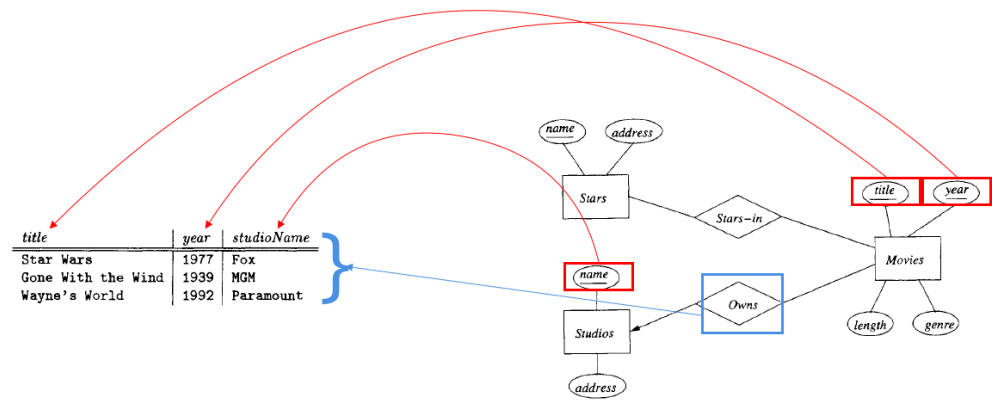 name address
title year
Stars
Stars-in
title year studioName
Star Wars 1977 Fox
Gone With the Wind 1939 MGM
Wayne's World 1992 Paramount
Movies
name
Owns
Studios
length genre
address